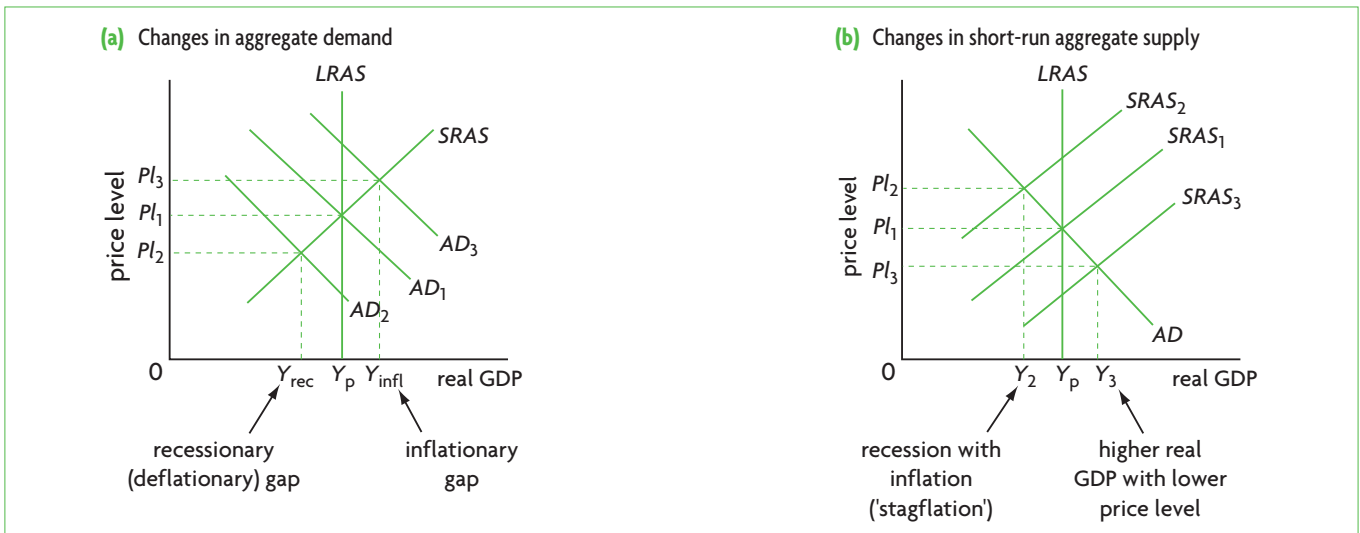 (a) Changes in aggregate demand
LRAS
SRAS
Pl3
Pl1
Pl2
price level
AD3
AD1
AD2
0
Yrec
Yp
Yinfl
real GDP
recessionary
(deflationary) gap
inflationary
gap
(b) Changes in short-run aggregate supply
LRAS
SRAS2
SRAS1
SRAS3
Pl2
Pl1
Pl3
price level
AD
0
Y2
Yp
Y3
real GDP
recession with
inflation
('stagflation')
higher real
GDP with lower
price level